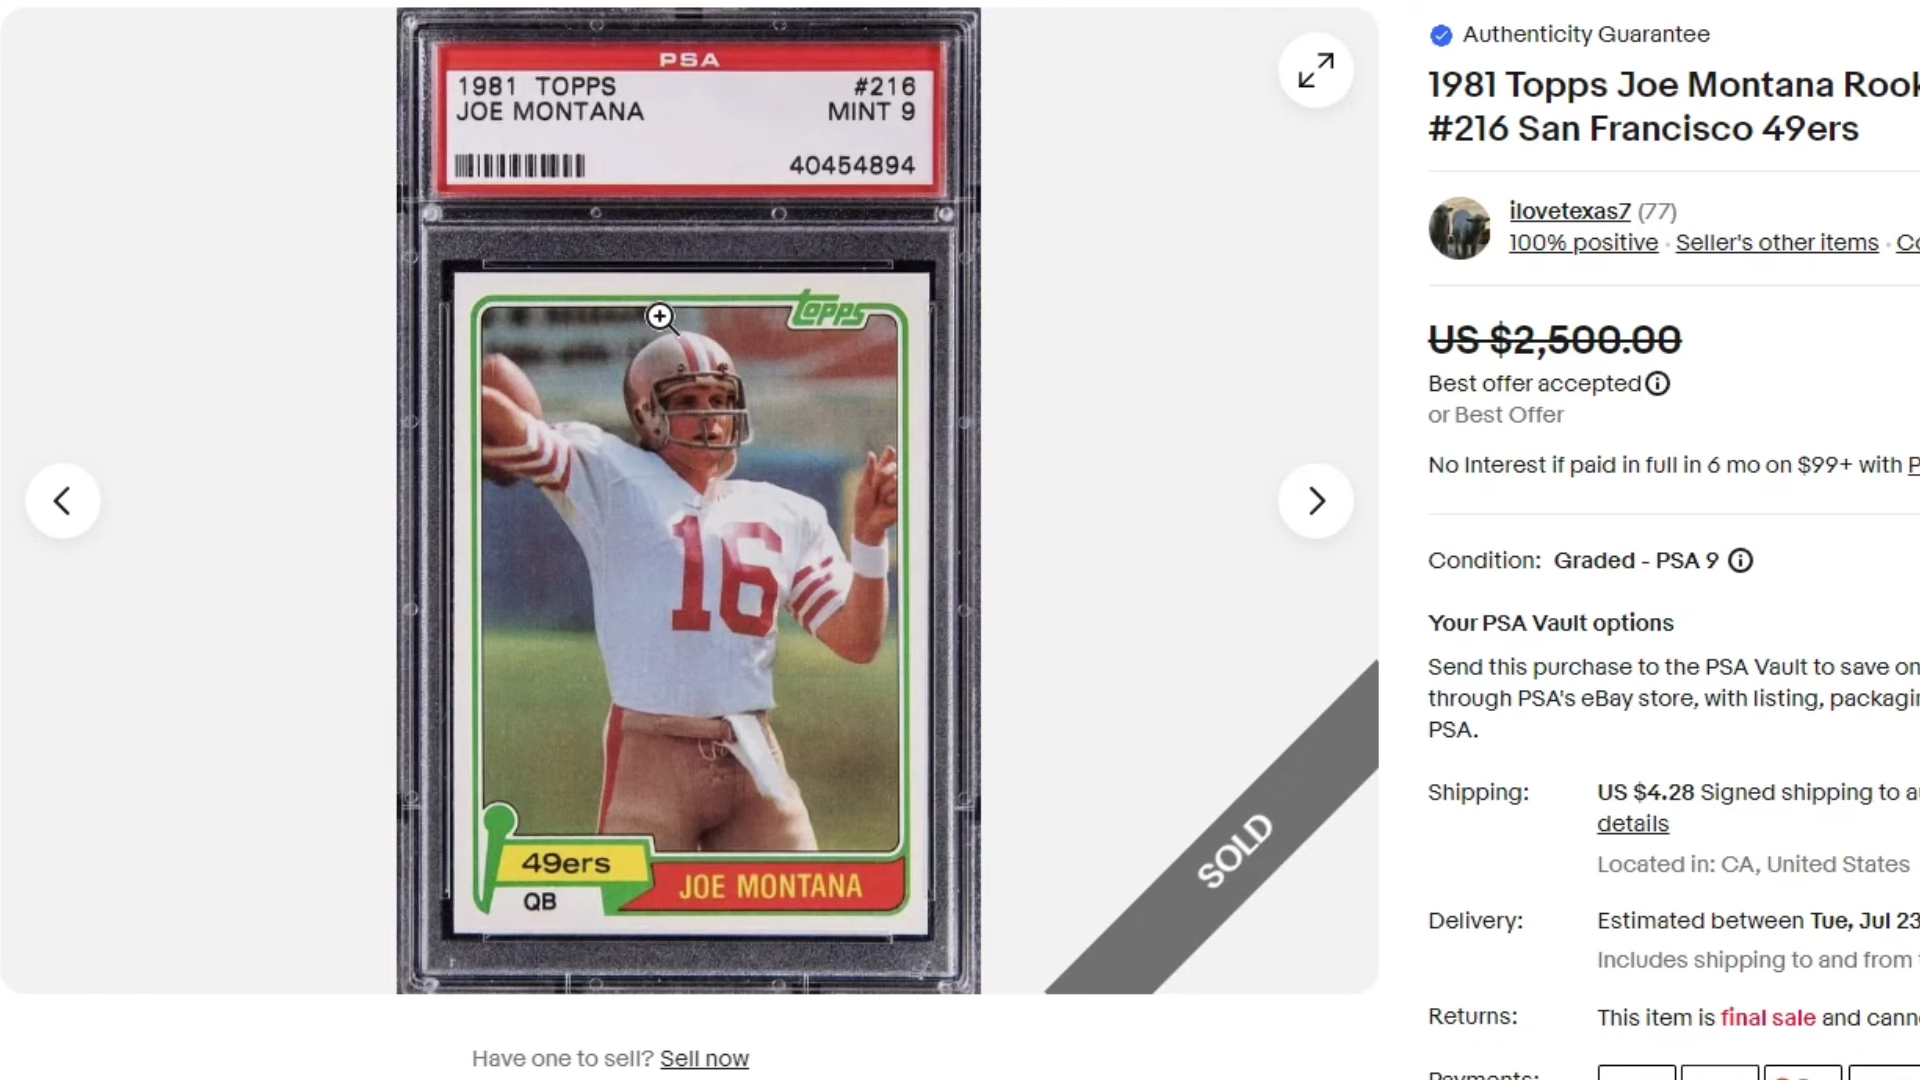 PSA
1981 TOPPS #216
JOE MONTANA MINT 9
40454894
topps
16
49ers
QB
JOE MONTANA
SOLD
Have one to sell? Sell now
Authenticity Guarantee
1981 Topps Joe Montana
#216 San Francisco 49ers
ilovetexas7 (77)
100% positive · Seller's other items ·
US $2,500.00
Best offer accepted
or Best Offer
No Interest if paid in full in 6 mo on $99+ with
Condition: Graded - PSA 9
Your PSA Vault options
Send this purchase to the PSA Vault to save on
through PSA's eBay store, with listing,
PSA.
Shipping: US $4.28 Signed shipping to
details
Located in: CA, United States
Delivery: Estimated between Tue, Jul 23
Includes shipping to and from
Returns: This item is final sale and
Payments: